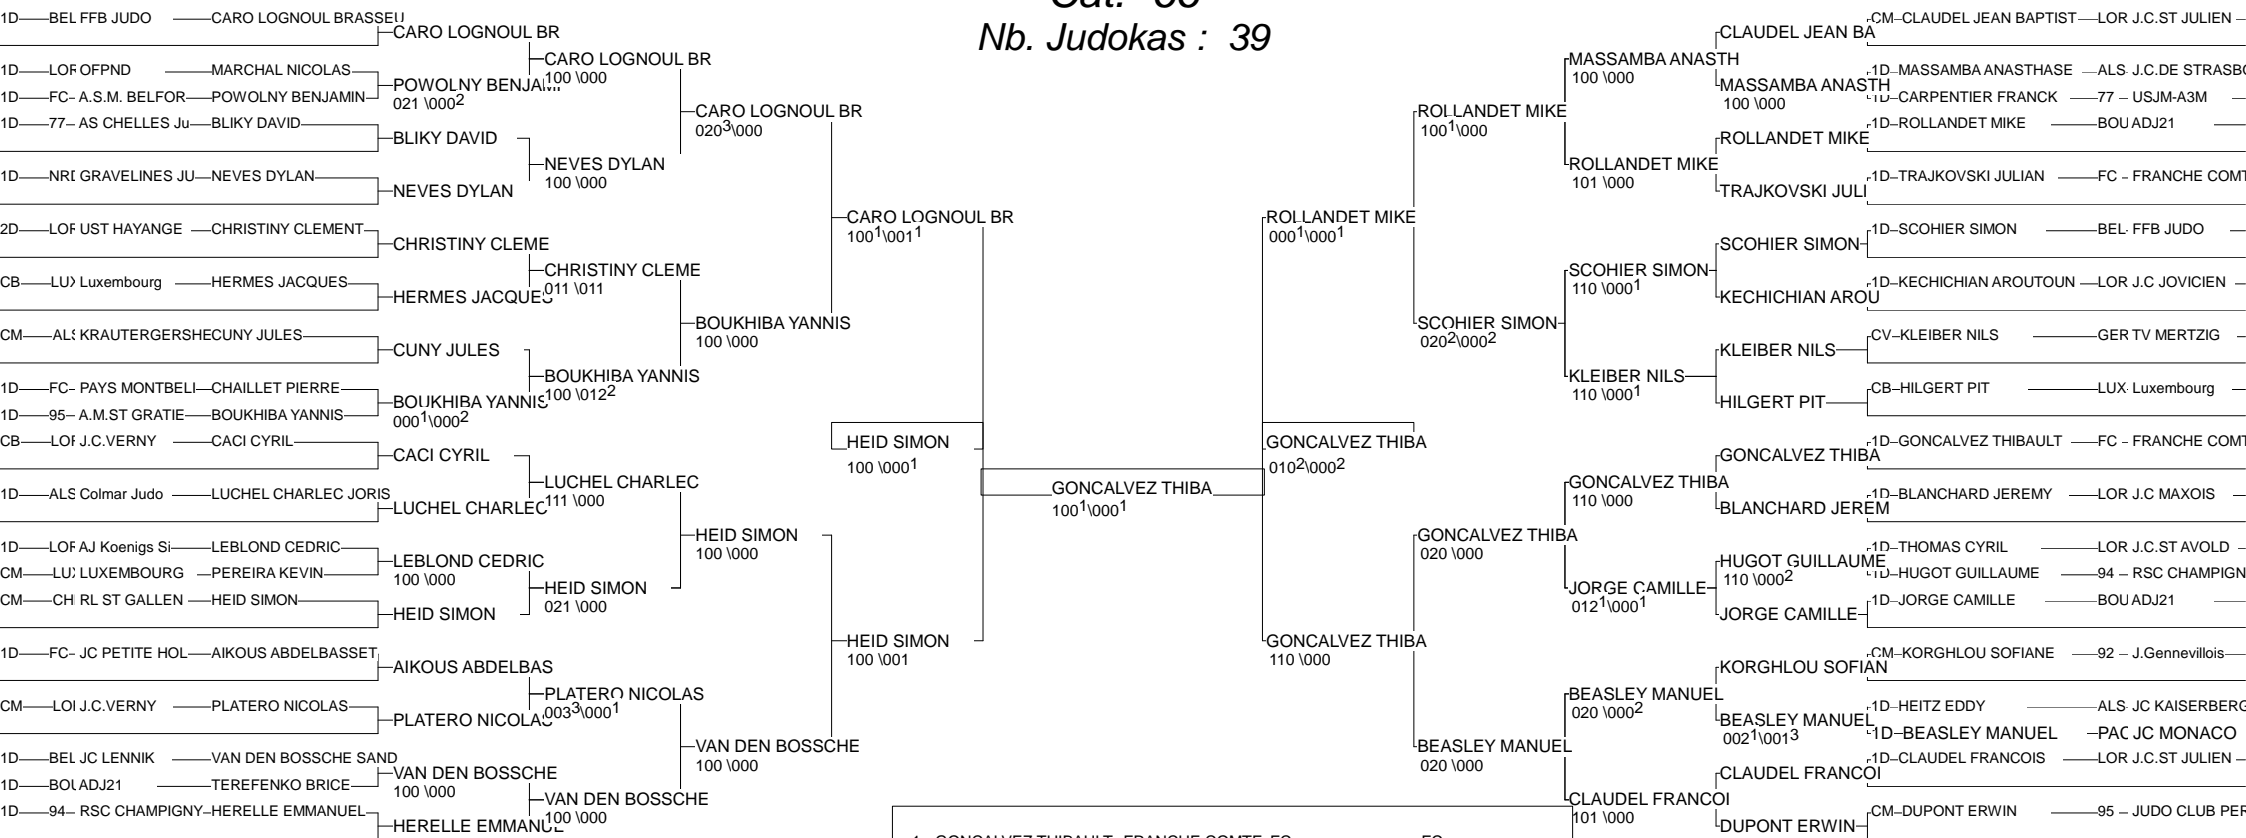 Nb. Judokas : 39
1D BEL FFB JUDO CARO LOGNOUL BRASSEU
1D LOR OFPND MARCHAL NICOLAS
1D FC- A.S.M. BELFOR POWOLNY BENJAMIN
1D 77- AS CHELLES Ju BLIKY DAVID
1D GRAVELINES JU NEVES DYLAN
2D UST HAYANGE CHRISTINY CLEMENT
CB Luxembourg HERMES JACQUES
CM KRAUTERGERSHE CUNY JULES
1D FC- PAYS MONTBELI CHAILLET PIERRE
1D 95- A.M.ST GRATIE BOUKHIBA YANNIS
CB J.C.VERNY CACI CYRIL
1D ALS Colmar Judo LUCHEL CHARLEC JORIS
1D AJ Koenigs Si LEBLOND CEDRIC
CM LUXEMBOURG PEREIRA KEVIN
CM CH RL ST GALLEN HEID SIMON
1D FC- JC PETITE HOL AIKOUS ABDELBASSET
CM J.C.VERNY PLATERO NICOLAS
1D BEL JC LENNIK VAN DEN BOSSCHE SAND
1D ADJ21 TEREFENKO BRICE
1D 94- RSC CHAMPIGNY HERELLE EMMANUEL
CARO LOGNOUL BR
POWOLNY BENJAMI
021 \000²
BLIKY DAVID
NEVES DYLAN
CHRISTINY CLEME
HERMES JACQUES
CUNY JULES
BOUKHIBA YANNIS
000¹\000²
CACI CYRIL
LUCHEL CHARLEC
LEBLOND CEDRIC
100 \000
HEID SIMON
AIKOUS ABDELBAS
PLATERO NICOLAS
VAN DEN BOSSCHE
100 \000
HERELLE EMMANUE
CARO LOGNOUL BR
100 \000
NEVES DYLAN
100 \000
CHRISTINY CLEME
011 \011
BOUKHIBA YANNIS
100 \012²
LUCHEL CHARLEC
111 \000
HEID SIMON
021 \000
PLATERO NICOLAS
003³\000¹
VAN DEN BOSSCHE
100 \000
CARO LOGNOUL BR
020³\000
BOUKHIBA YANNIS
100 \000
HEID SIMON
100 \000
VAN DEN BOSSCHE
100 \000
CARO LOGNOUL BR
100¹\001¹
HEID SIMON
100 \001
HEID SIMON
100 \000¹
GONCALVEZ THIBA
100¹\000¹
GONCALVEZ THIBA
010²\000²
ROLLANDET MIKE
000¹\000¹
GONCALVEZ THIBA
110 \000
ROLLANDET MIKE
100¹\000
SCOHIER SIMON
020²\000²
GONCALVEZ THIBA
020 \000
BEASLEY MANUEL
020 \000
MASSAMBA ANASTH
100 \000
ROLLANDET MIKE
101 \000
SCOHIER SIMON
110 \000¹
KLEIBER NILS
110 \000¹
GONCALVEZ THIBA
110 \000
JORGE CAMILLE
012¹\000¹
BEASLEY MANUEL
020 \000²
CLAUDEL FRANCOI
101 \000
CLAUDEL JEAN BA
MASSAMBA ANASTH
100 \000
ROLLANDET MIKE
TRAJKOVSKI JULI
SCOHIER SIMON
KECHICHIAN AROU
KLEIBER NILS
HILGERT PIT
GONCALVEZ THIBA
BLANCHARD JEREM
HUGOT GUILLAUME
110 \000²
JORGE CAMILLE
KORGHLOU SOFIAN
BEASLEY MANUEL
002¹\001³
CLAUDEL FRANCOI
DUPONT ERWIN
CM CLAUDEL JEAN BAPTIST LOR J.C.ST JULIEN
1D MASSAMBA ANASTHASE ALS J.C.DE STRASBO
1D CARPENTIER FRANCK 77 - USJM-A3M
1D ROLLANDET MIKE BOU ADJ21
1D TRAJKOVSKI JULIAN FC - FRANCHE COMT
1D SCOHIER SIMON BEL FFB JUDO
1D KECHICHIAN AROUTOUN LOR J.C JOVICIEN
CV KLEIBER NILS GER TV MERTZIG
CB HILGERT PIT LUX Luxembourg
1D GONCALVEZ THIBAULT FC - FRANCHE COMT
1D BLANCHARD JEREMY LOR J.C MAXOIS
1D THOMAS CYRIL LOR J.C.ST AVOLD
1D HUGOT GUILLAUME 94 - RSC CHAMPIGN
1D JORGE CAMILLE BOU ADJ21
CM KORGHLOU SOFIANE 92 - J.Gennevillois
1D HEITZ EDDY ALS JC KAISERBERG
1D BEASLEY MANUEL PAC JC MONACO
1D CLAUDEL FRANCOIS LOR J.C.ST JULIEN
CM DUPONT ERWIN 95 - JUDO CLUB PER